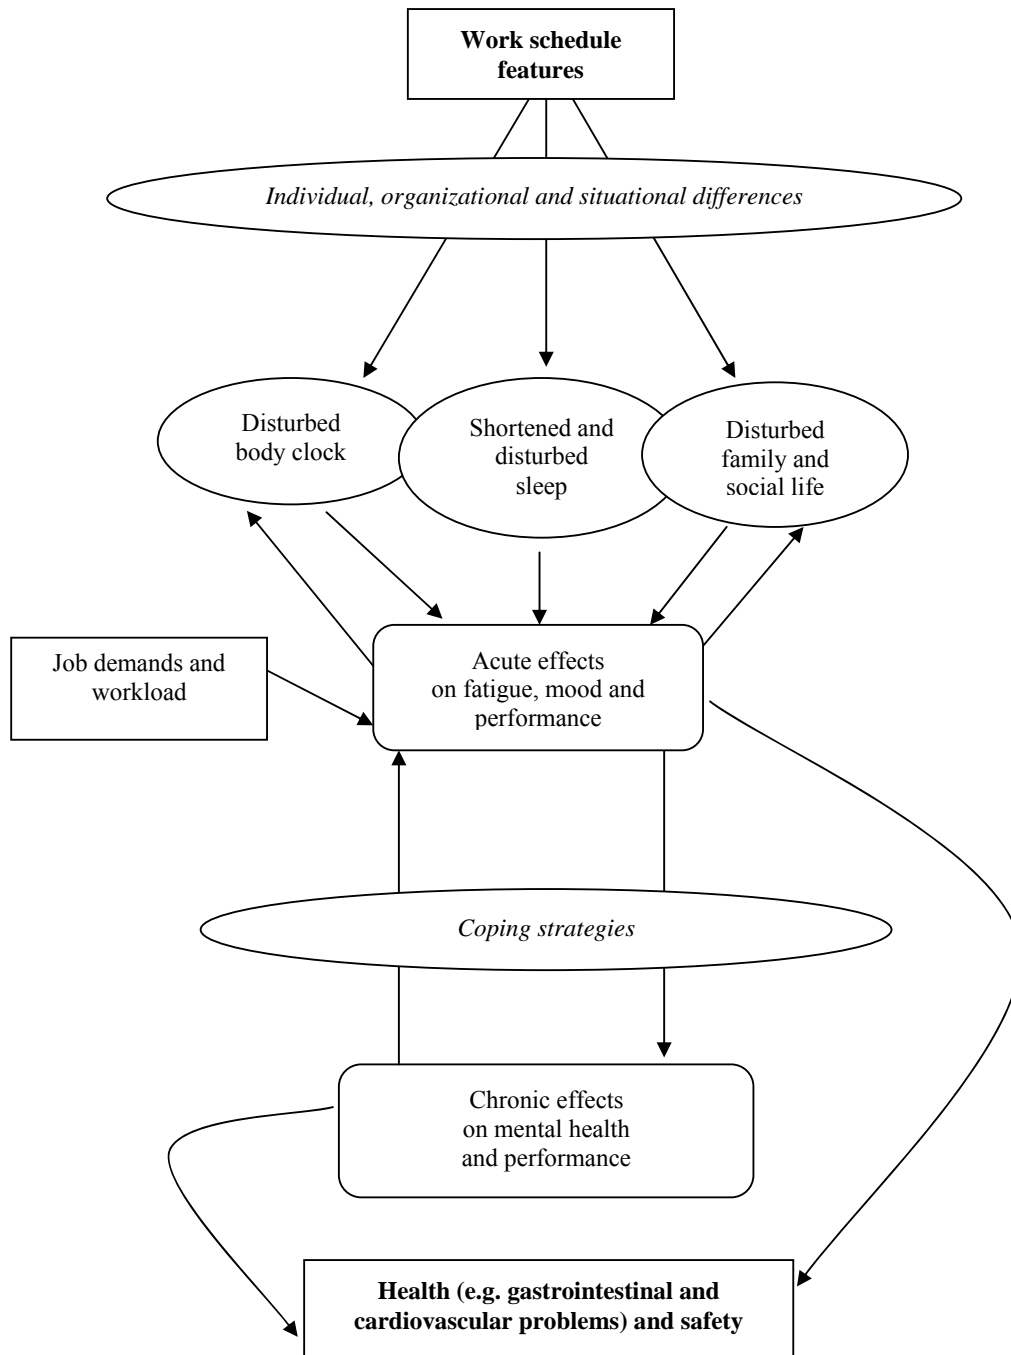 Work schedule
features
Individual, organizational and situational differences
Disturbed
body clock
Shortened and
disturbed
sleep
Disturbed
family and
social life
Job demands and
workload
Acute effects
on fatigue, mood and
performance
Coping strategies
Chronic effects
on mental health
and performance
Health (e.g. gastrointestinal and
cardiovascular problems) and safety